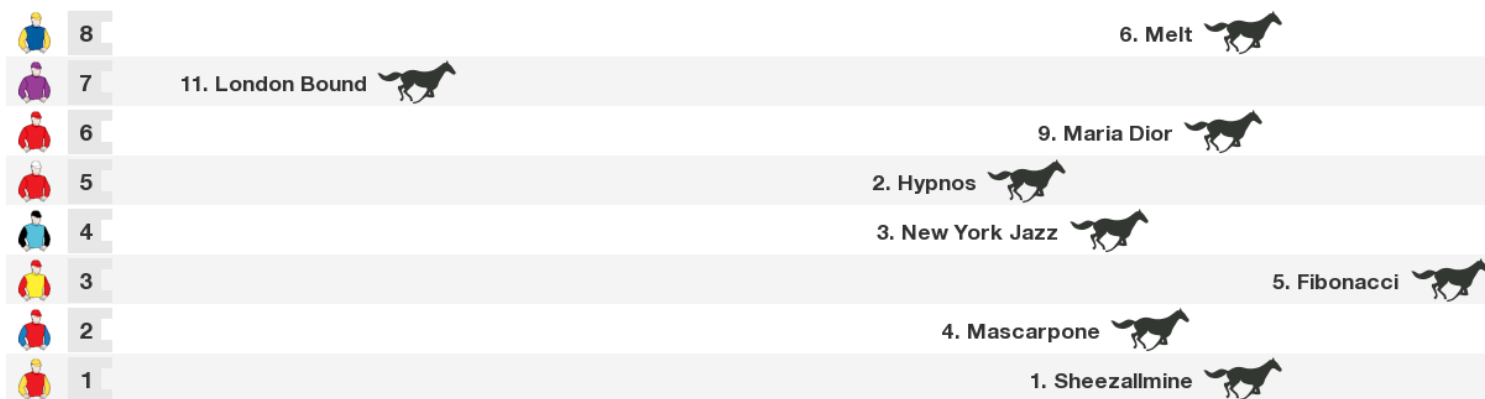 8 6. Melt
7 11. London Bound
6 9. Maria Dior
5 2. Hypnos
4 3. New York Jazz
3 5. Fibonacci
2 4. Mascarpone
1 1. Sheezallmine